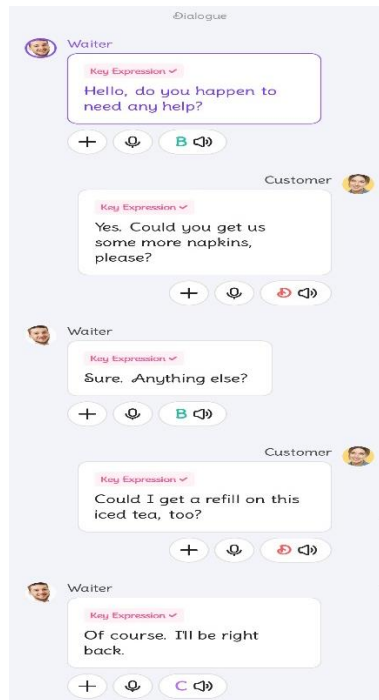 Dialogue
Waiter
Key Expression
Hello, do you happen to
need any help?
B
Customer
Key Expression
Yes. Could you get us
some more napkins,
please?
D
Waiter
Key Expression
Sure. Anything else?
B
Customer
Key Expression
Could I get a refill on this
iced tea, too?
D
Waiter
Key Expression
Of course. I'll be right
back.
C